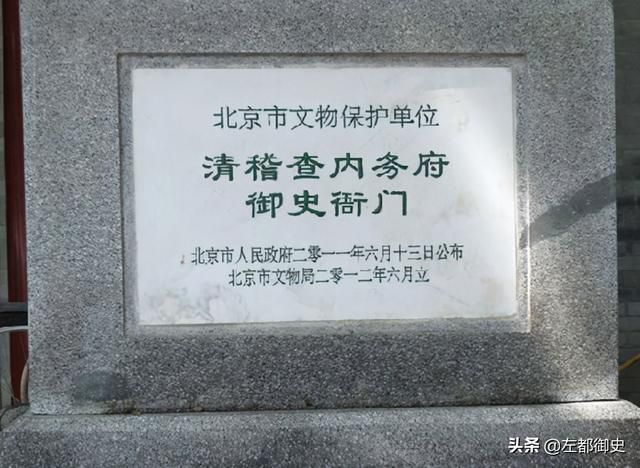 北京市文物保护单位
清稽查内务府
御史衙门
北京市人民政府二零一一年六月十三日公布
北京市文物局二零一二年六月立
头条 @左都御史